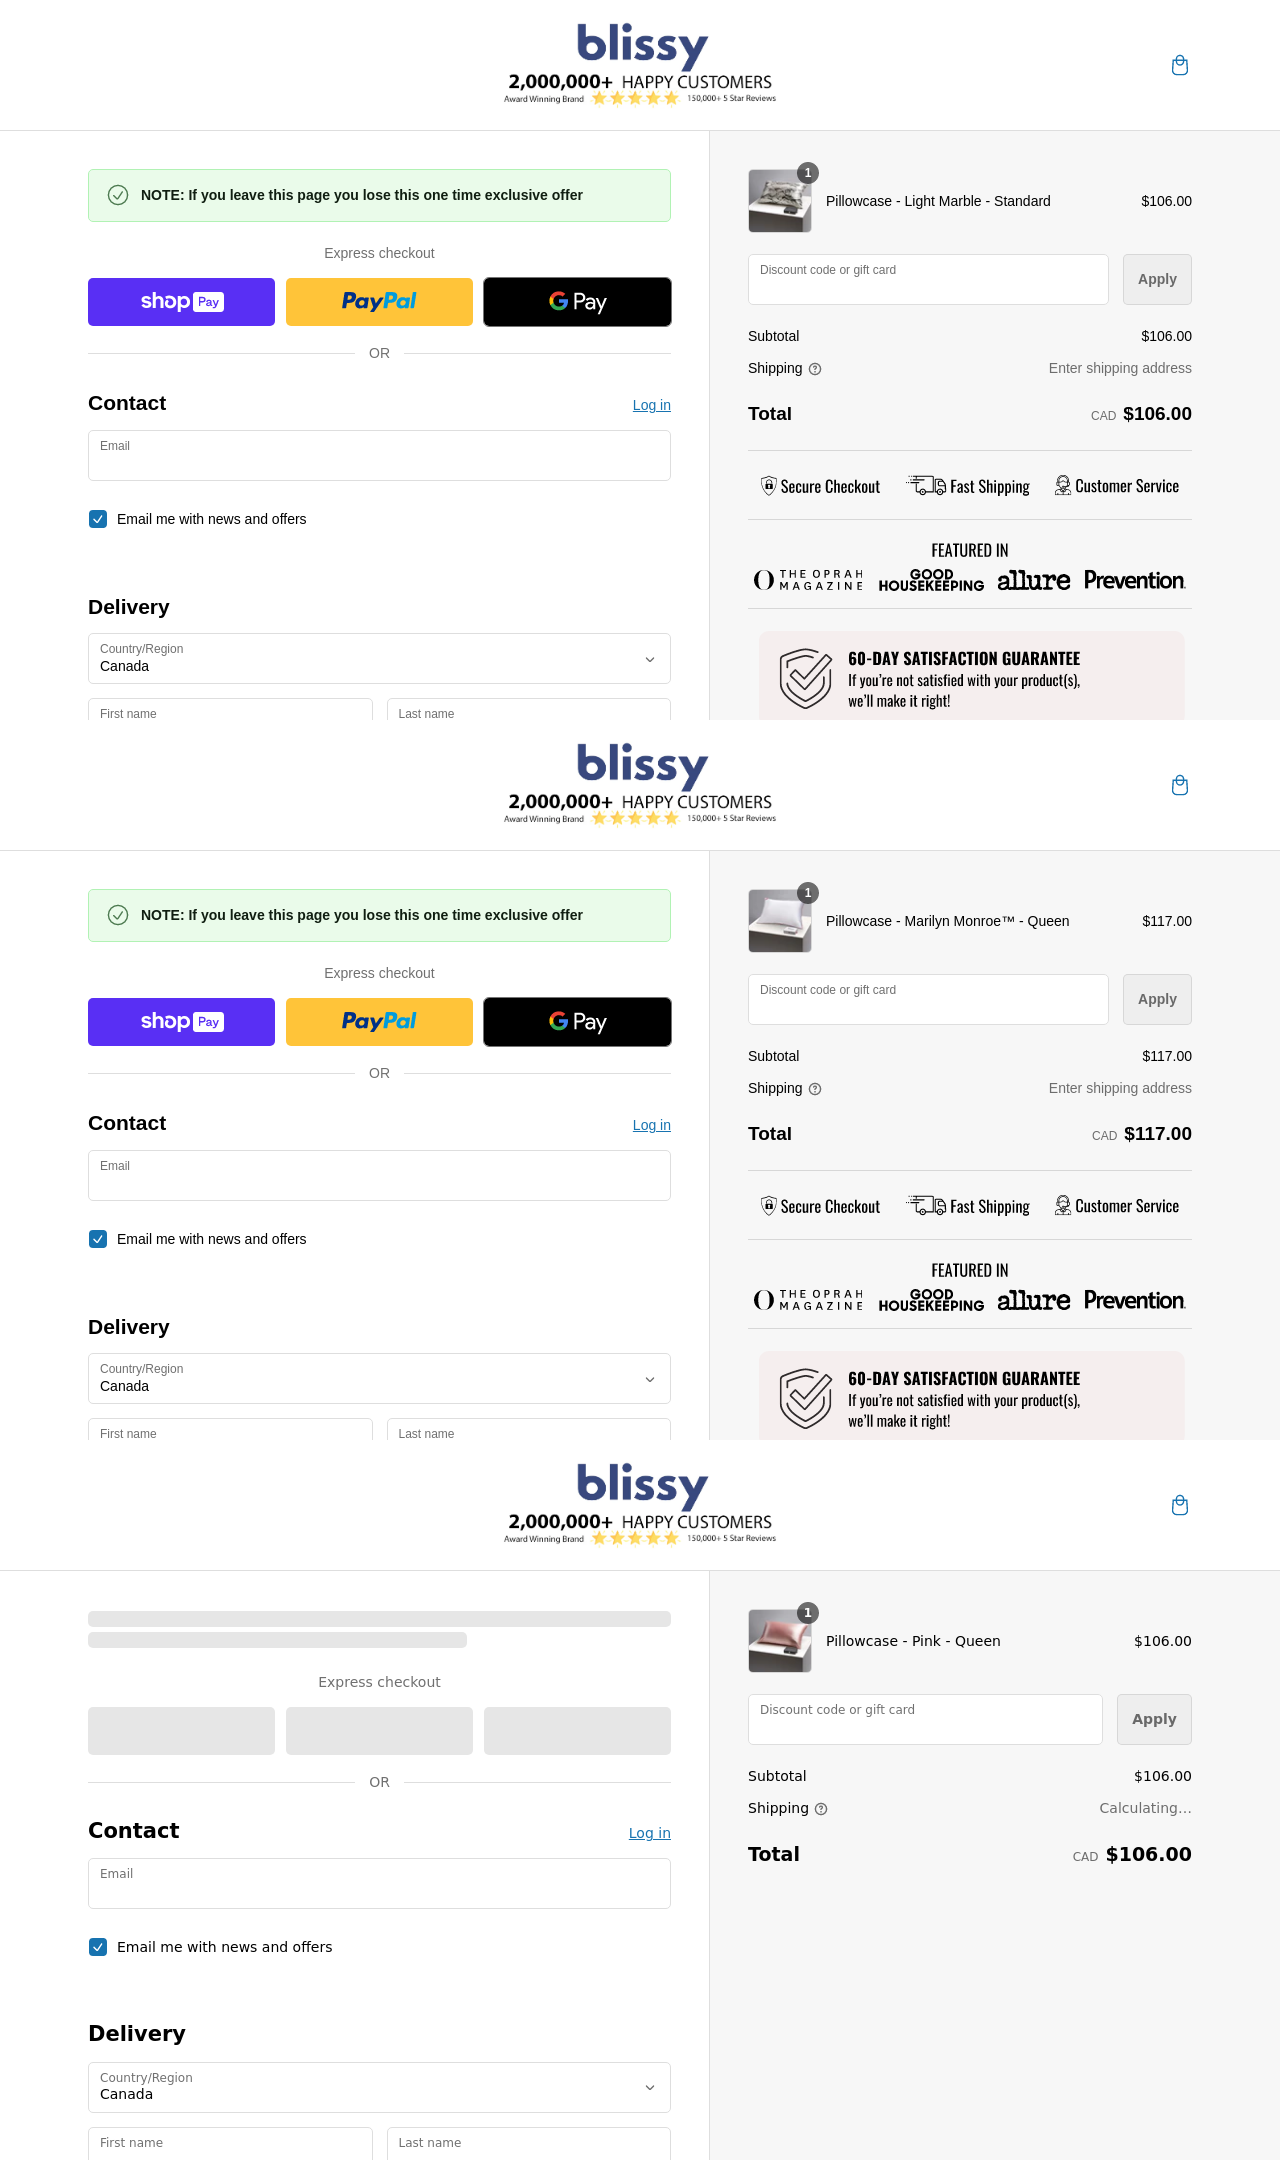 blissy
2,000,000+ HAPPY CUSTOMERS
Award Winning Brand 150,000+ 5 Star Reviews
NOTE: If you leave this page you lose this one time exclusive offer
Express checkout
shop Pay
PayPal
G Pay
OR
Contact
Log in
Email
Email me with news and offers
Delivery
Country/Region
Canada
First name
Last name
1
Pillowcase - Light Marble - Standard
$106.00
Discount code or gift card
Apply
Subtotal
$106.00
Shipping
Enter shipping address
Total
CAD $106.00
Secure Checkout
Fast Shipping
Customer Service
FEATURED IN
O THE OPRAH MAGAZINE
GOOD HOUSEKEEPING
allure
Prevention
60-DAY SATISFACTION GUARANTEE
If you're not satisfied with your product(s),
we'll make it right!
blissy
2,000,000+ HAPPY CUSTOMERS
Award Winning Brand 150,000+ 5 Star Reviews
NOTE: If you leave this page you lose this one time exclusive offer
Express checkout
shop Pay
PayPal
G Pay
OR
Contact
Log in
Email
Email me with news and offers
Delivery
Country/Region
Canada
First name
Last name
1
Pillowcase - Marilyn Monroe™ - Queen
$117.00
Discount code or gift card
Apply
Subtotal
$117.00
Shipping
Enter shipping address
Total
CAD $117.00
Secure Checkout
Fast Shipping
Customer Service
FEATURED IN
O THE OPRAH MAGAZINE
GOOD HOUSEKEEPING
allure
Prevention
60-DAY SATISFACTION GUARANTEE
If you're not satisfied with your product(s),
we'll make it right!
blissy
2,000,000+ HAPPY CUSTOMERS
Award Winning Brand 150,000+ 5 Star Reviews
Express checkout
OR
Contact
Log in
Email
Email me with news and offers
Delivery
Country/Region
Canada
First name
Last name
1
Pillowcase - Pink - Queen
$106.00
Discount code or gift card
Apply
Subtotal
$106.00
Shipping
Calculating...
Total
CAD $106.00